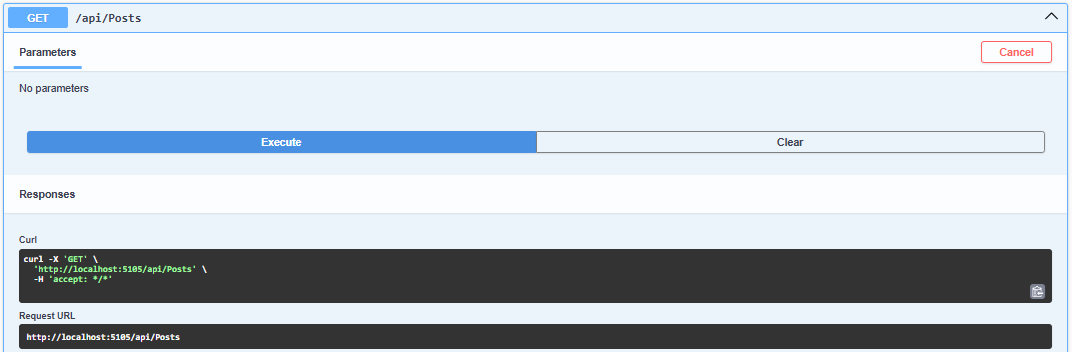 GET /api/Posts
Parameters
Cancel
No parameters
Execute
Clear
Responses
Curl
curl -X 'GET' \
  'http://localhost:5105/api/Posts' \
  -H 'accept: */*'
Request URL
http://localhost:5105/api/Posts